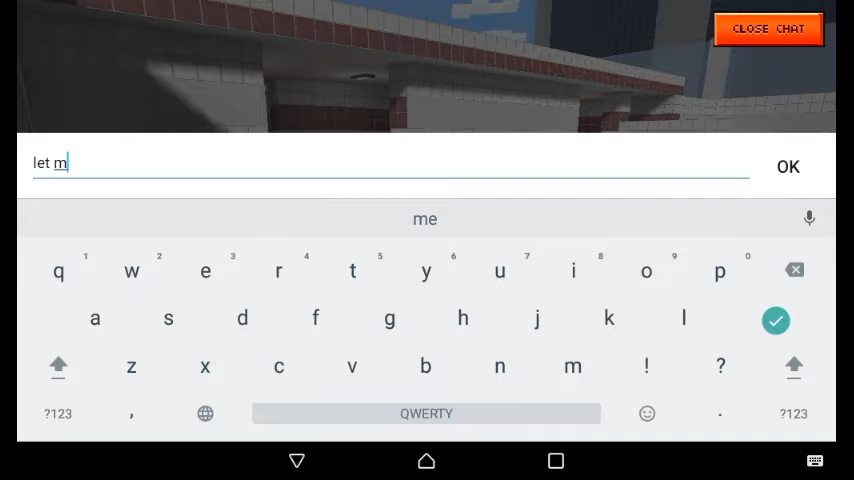 CLOSE CHAT
let m
OK
me
1 2 3 4 5 6 7 8 9 0
q w e r t y u i o p
a s d f g h j k l
z x c v b n m ! ?
?123 , QWERTY . ?123